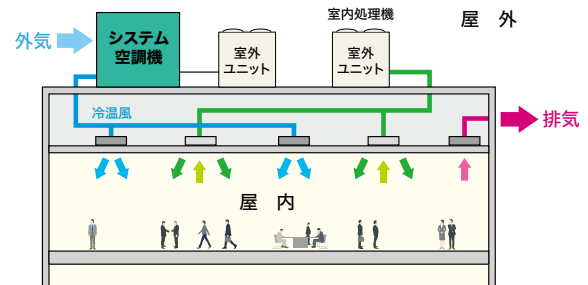 室内処理機
屋 外
外気
システム
空調機
室外
ユニット
室外
ユニット
冷温風
排気
屋 内